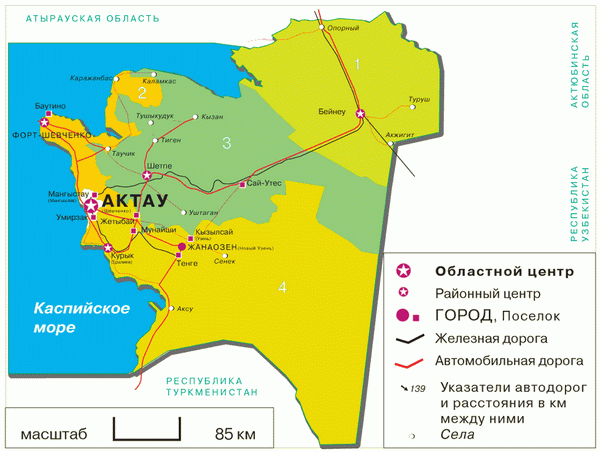 АТЫРАУСКАЯ ОБЛАСТЬ
АКТЮБИНСКАЯ
ОБЛАСТЬ
Опорный
1
Каражанбас
Каламкас
2
Туруш
Бейнеу
Баутино
Тушыкудук
Кызан
ФОРТ-ШЕВЧЕНКО
Тиген
3
Акжигит
Таучик
Шетпе
Сай-Утес
РЕСПУБЛИКА
УЗБЕКИСТАН
Мангыстау
АКТАУ
Умирзак
Жетыбай
Уштаган
Мунайши
Кызылсай
(Узень)
ЖАНАОЗЕН (Новый Узень)
Курык
Тенге
Сенек
4
Каспийское
море
Аксу
РЕСПУБЛИКА
ТУРКМЕНИСТАН
Областной центр
Районный центр
ГОРОД, Поселок
Железная дорога
Автомобильная дорога
139 Указатели автодорог
и расстояния в км
между ними
Села
масштаб 85 км